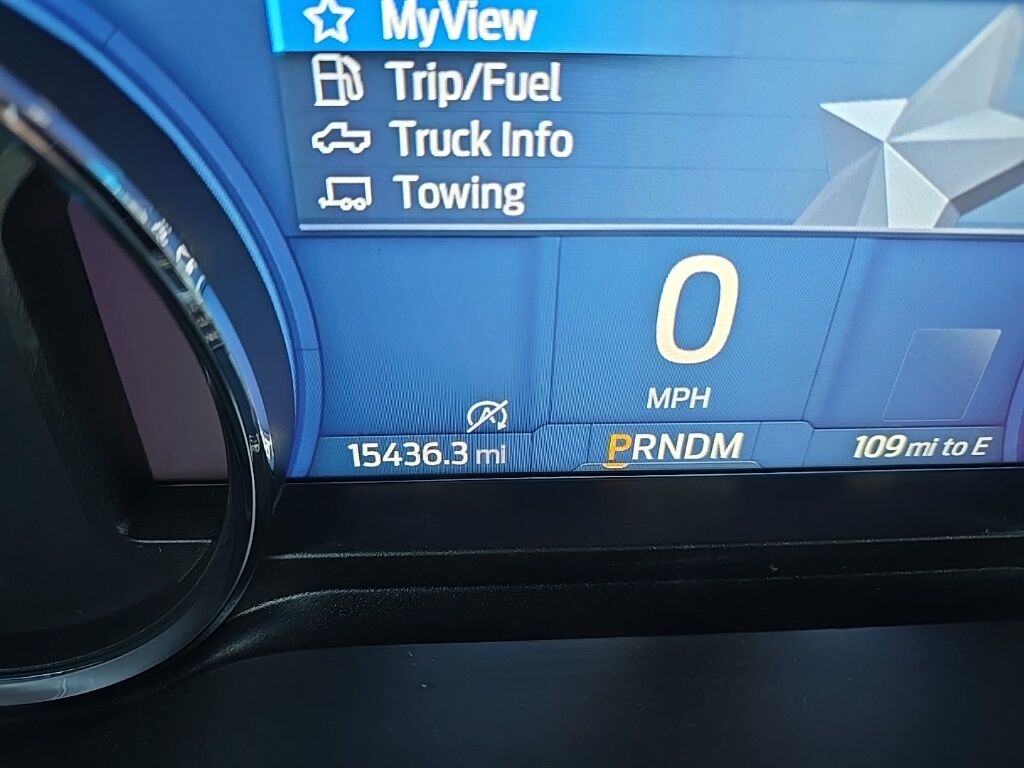 MyView
Trip/Fuel
Truck Info
Towing
0
MPH
15436.3 mi
PRNDM
109 mi to E